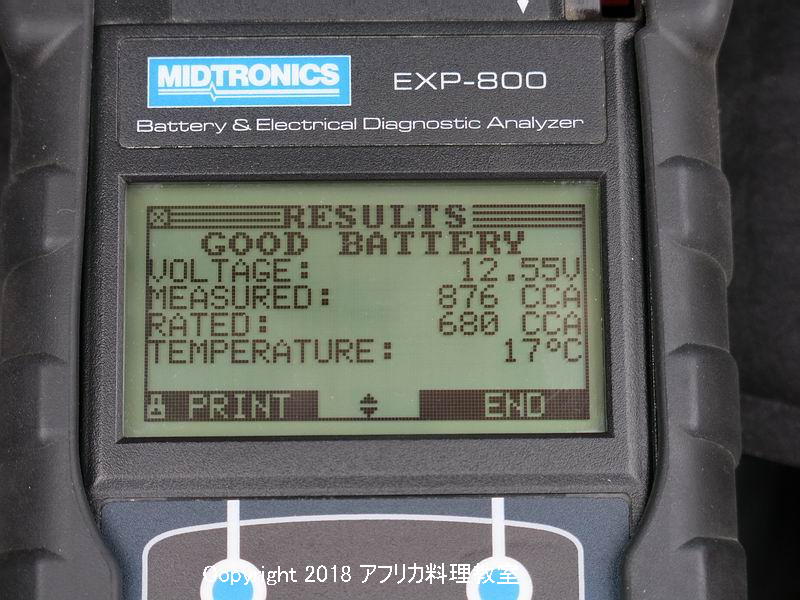 MIDTRONICS
EXP-800
Battery & Electrical Diagnostic Analyzer
RESULTS
GOOD BATTERY
VOLTAGE: 12.55V
MEASURED: 876 CCA
RATED: 680 CCA
TEMPERATURE: 17ºC
PRINT END
Copyright 2018 アフリカ料理教室